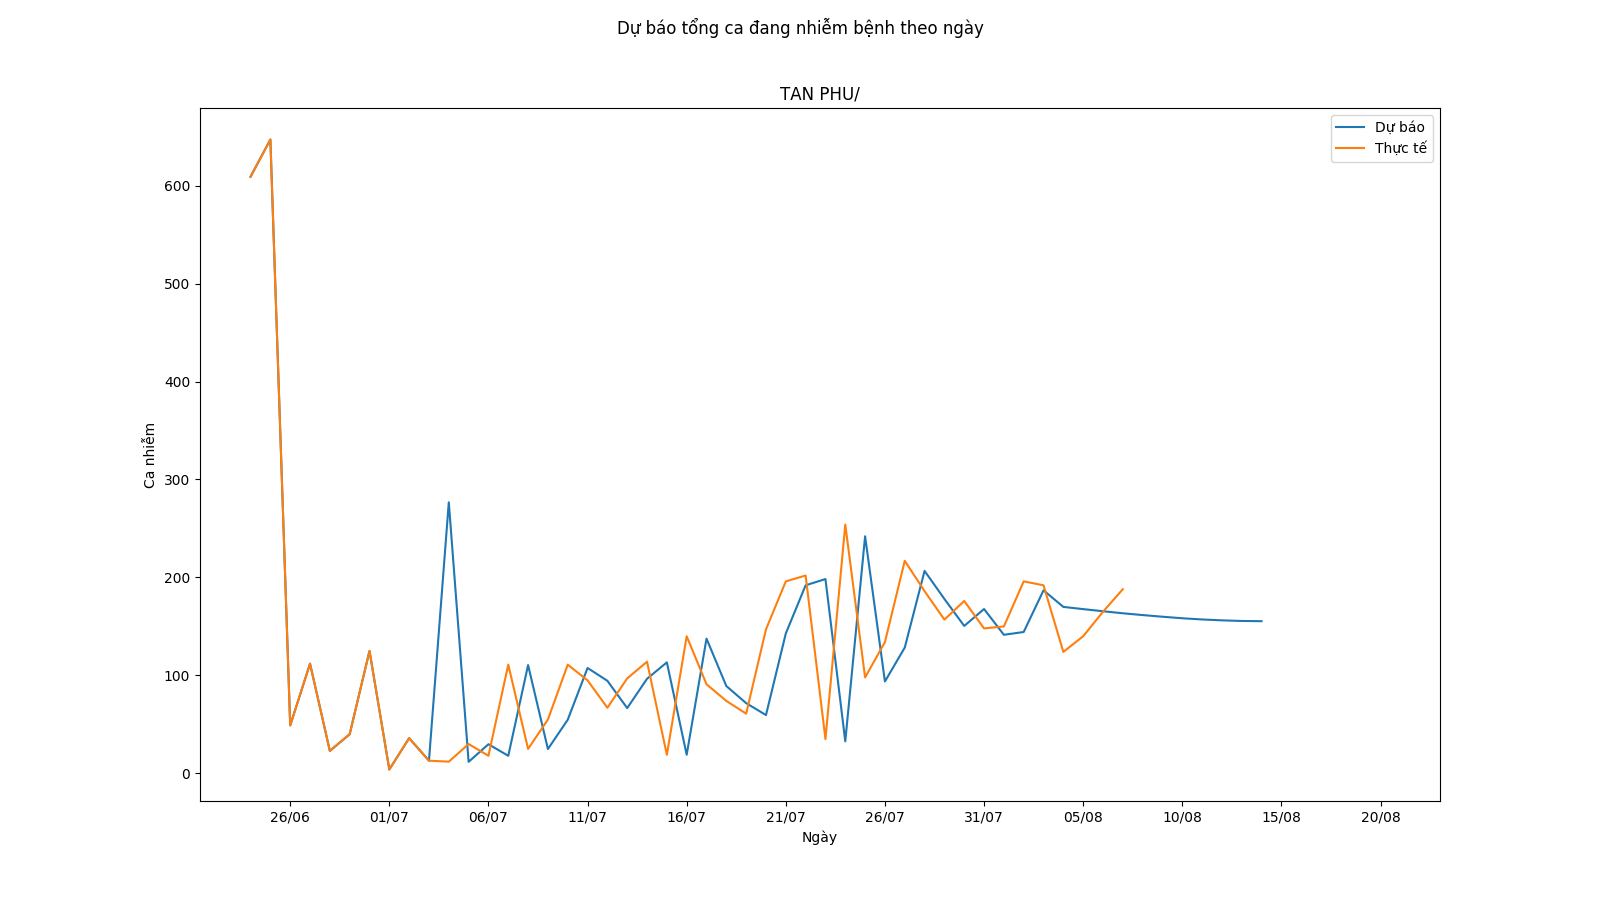 Dự báo tổng ca đang nhiễm bệnh theo ngày
TAN PHU/
Dự báo
Thực tế
600
500
400
300
200
100
0
Ca nhiễm
26/06 01/07 06/07 11/07 16/07 21/07 26/07 31/07 05/08 10/08 15/08 20/08
Ngày